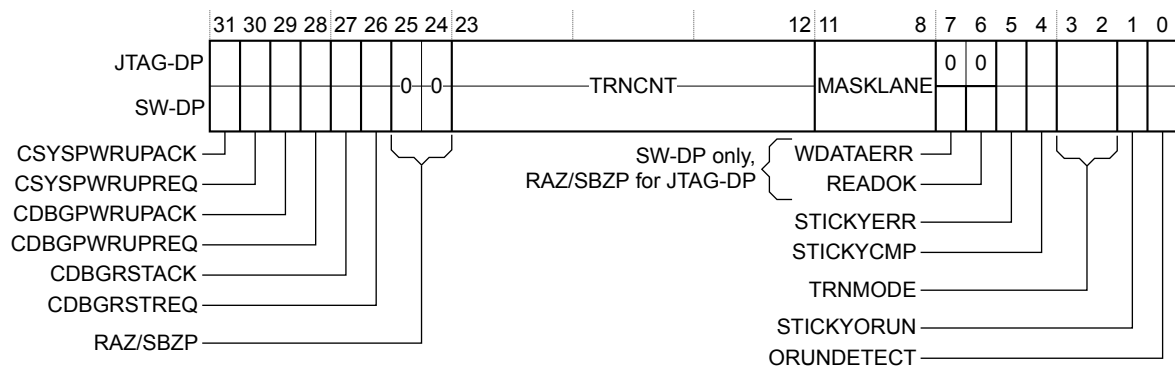 31 30 29 28 27 26 25 24 23 12 11 8 7 6 5 4 3 2 1 0
JTAG-DP 0 0
0 0 TRNCNT MASKLANE
SW-DP
CSYSPWRUPACK
CSYSPWRUPREQ
CDBGPWRUPACK
CDBGPWRUPREQ
CDBGRSTACK
CDBGRSTREQ
RAZ/SBZP
SW-DP only,
RAZ/SBZP for JTAG-DP
WDATAERR
READOK
STICKYERR
STICKYCMP
TRNMODE
STICKYORUN
ORUNDETECT